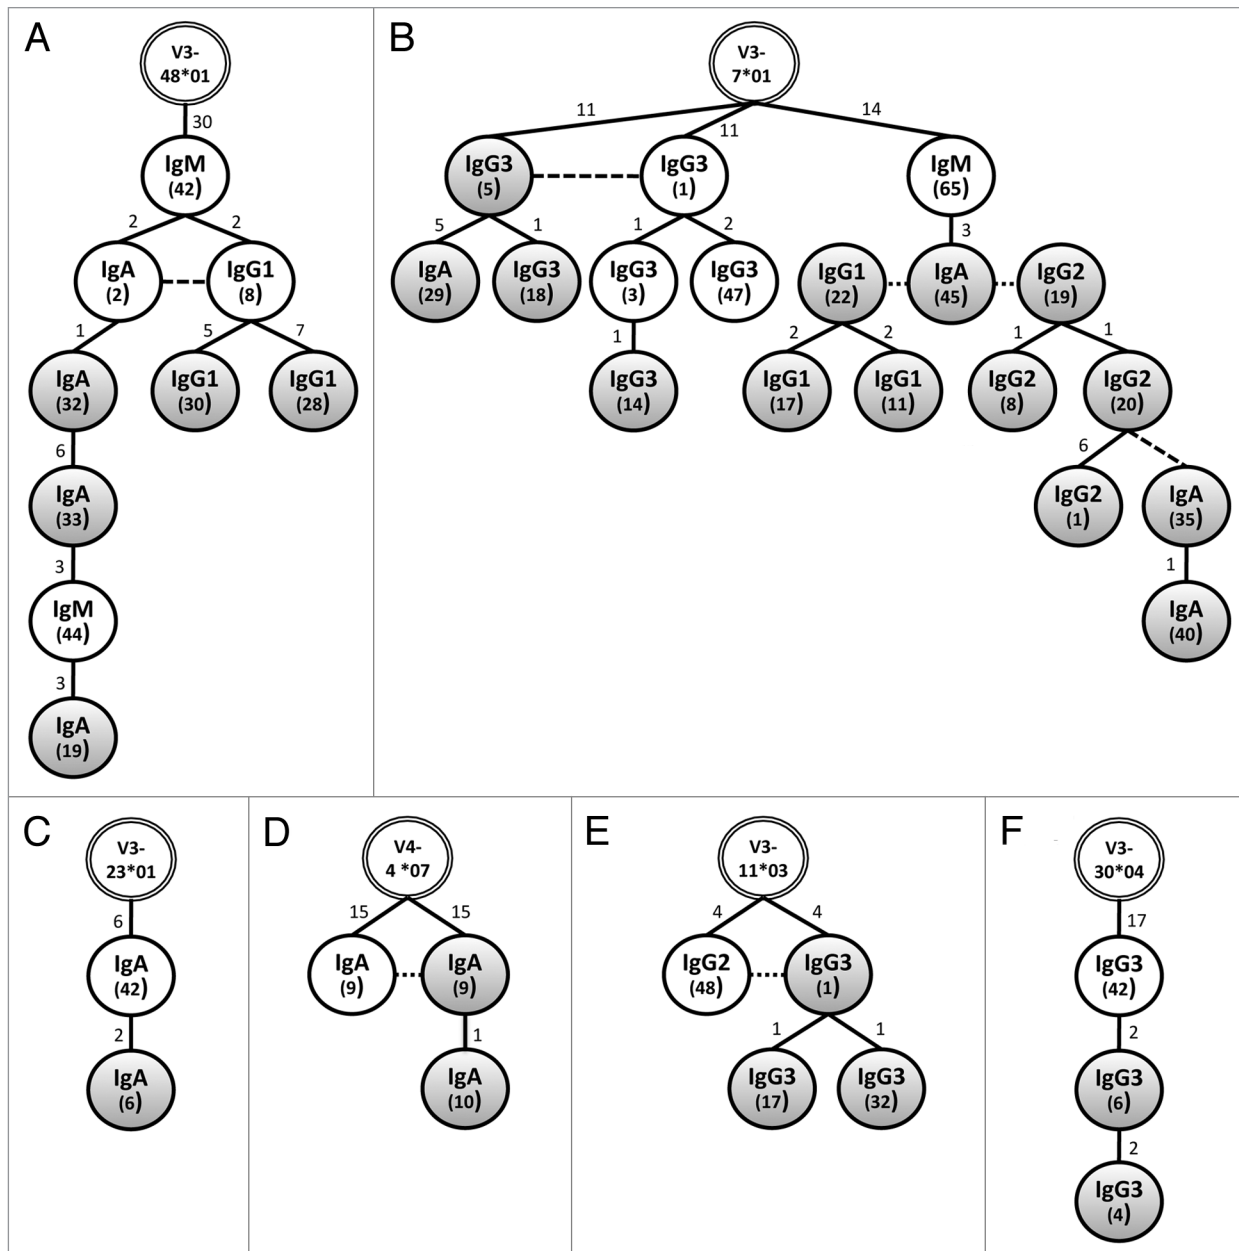 A
V3-
48*01
30
IgM
(42)
2
2
IgA
(2)
IgG1
(8)
1
5
7
IgA
(32)
IgG1
(30)
IgG1
(28)
6
IgA
(33)
3
IgM
(44)
3
IgA
(19)
B
V3-
7*01
11
11
14
IgG3
(5)
IgG3
(1)
IgM
(65)
5
1
1
2
3
IgA
(29)
IgG3
(18)
IgG3
(3)
IgG3
(47)
IgG1
(22)
IgA
(45)
IgG2
(19)
1
2
2
1
1
IgG3
(14)
IgG1
(17)
IgG1
(11)
IgG2
(8)
IgG2
(20)
6
IgG2
(1)
IgA
(35)
1
IgA
(40)
C
V3-
23*01
6
IgA
(42)
2
IgA
(6)
D
V4-
4 *07
15
15
IgA
(9)
IgA
(9)
1
IgA
(10)
E
V3-
11*03
4
4
IgG2
(48)
IgG3
(1)
1
1
IgG3
(17)
IgG3
(32)
F
V3-
30*04
17
IgG3
(42)
2
IgG3
(6)
2
IgG3
(4)